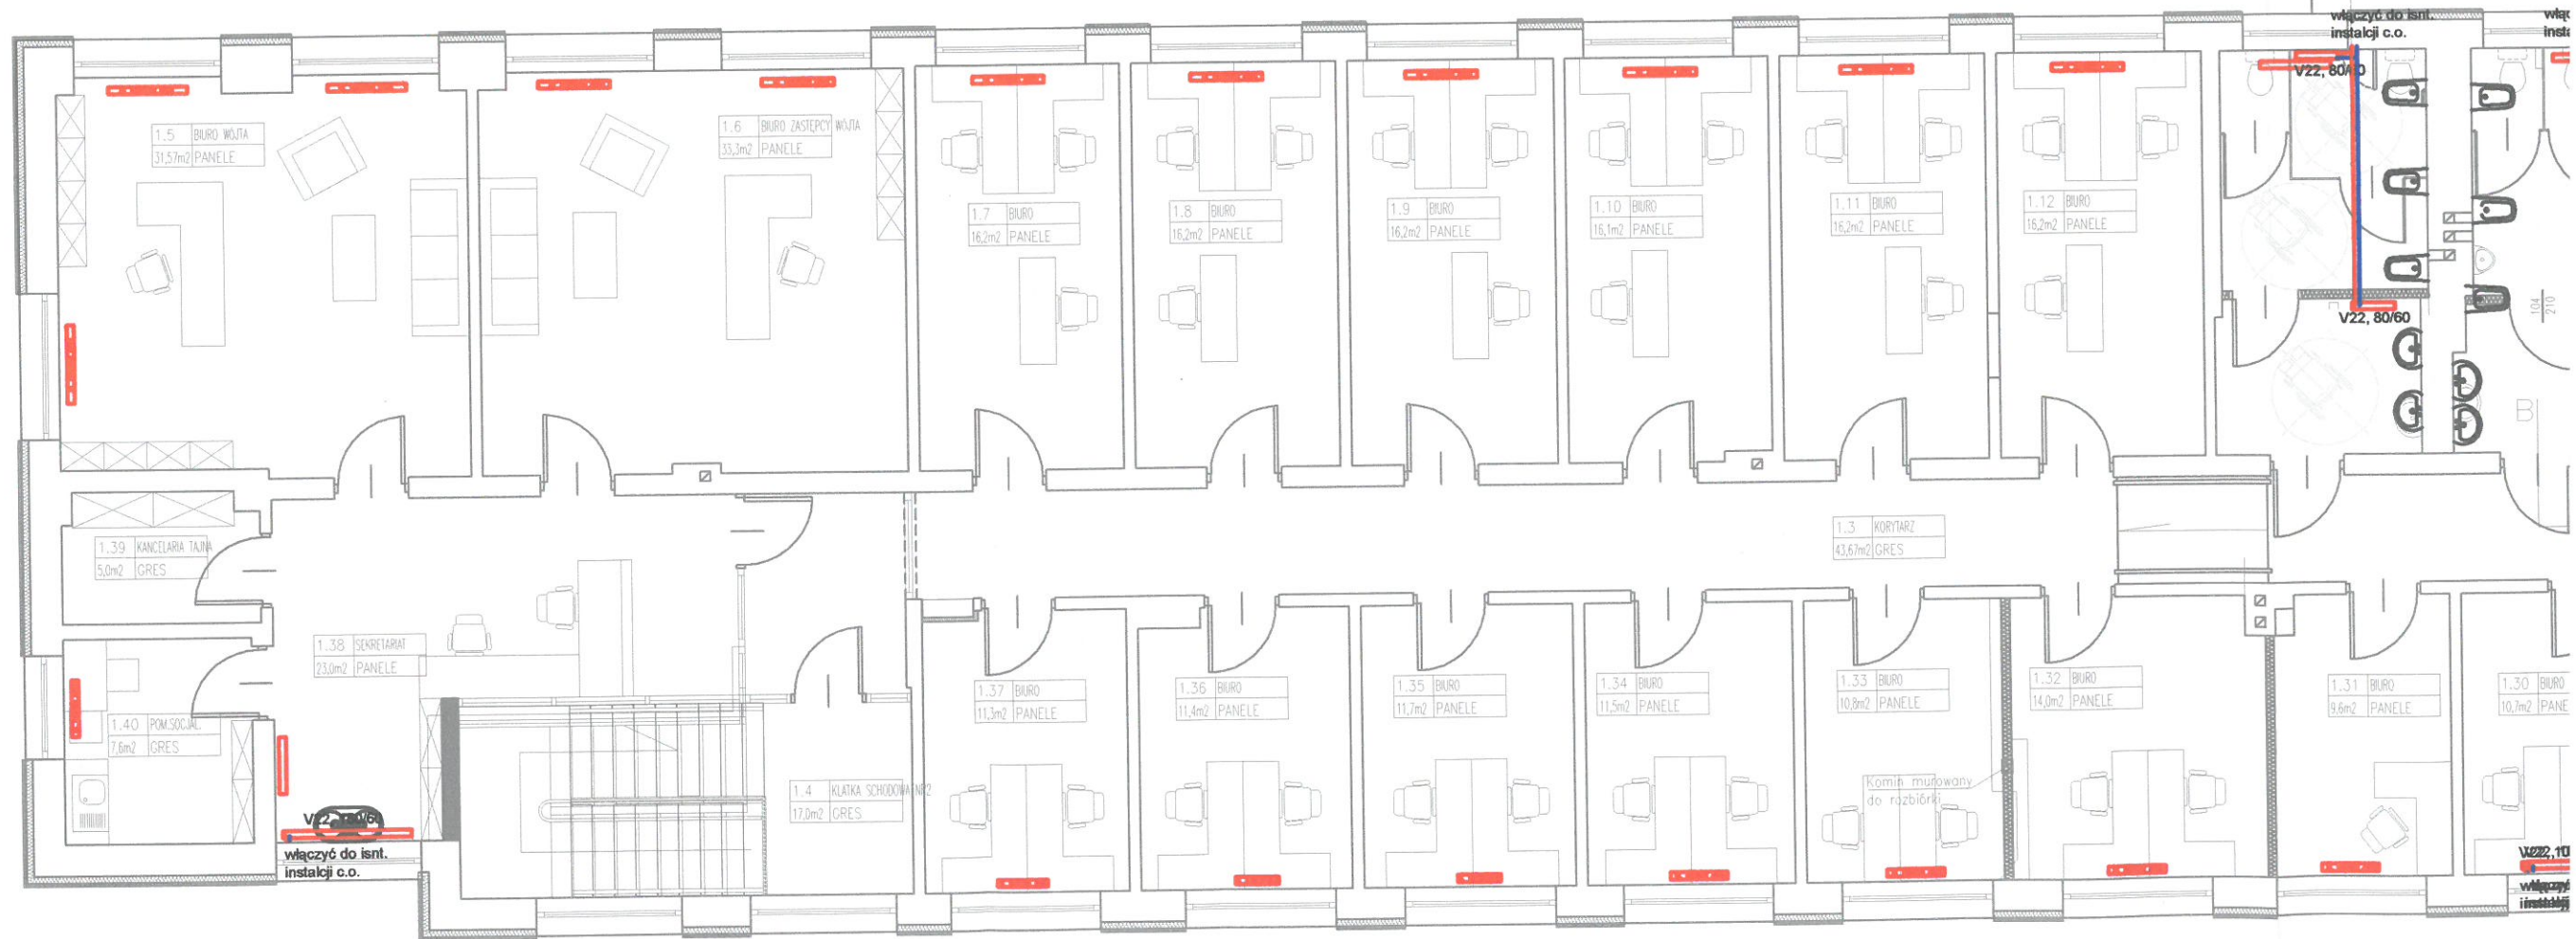 włączyć do isnt.
instalcji c.o.
V22, 80/60
1.5 BIURO WÓJTA
31,57m2 PANELE
1.6 BIURO ZASTĘPCY WÓJTA
33,3m2 PANELE
1.7 BIURO
16,2m2 PANELE
1.8 BIURO
16,2m2 PANELE
1.9 BIURO
16,2m2 PANELE
1.10 BIURO
16,1m2 PANELE
1.11 BIURO
16,2m2 PANELE
1.12 BIURO
16,2m2 PANELE
V22, 80/60
104
210
B
1.39 KANCELARIA TAJNA
5,0m2 GRES
1.3 KORYTARZ
43,67m2 GRES
1.38 SEKRETARIAT
23,0m2 PANELE
1.40 POM.SOCJAL.
7,6m2 GRES
1.37 BIURO
11,3m2 PANELE
1.36 BIURO
11,4m2 PANELE
1.35 BIURO
11,7m2 PANELE
1.34 BIURO
11,5m2 PANELE
1.33 BIURO
10,8m2 PANELE
1.32 BIURO
14,0m2 PANELE
1.31 BIURO
9,6m2 PANELE
1.30 BIURO
10,7m2 PANE
1.4 KLATKA SCHODOWA NR2
17,0m2 GRES
Komin murowany
do rozbiórki
włączyć do isnt.
instalcji c.o.